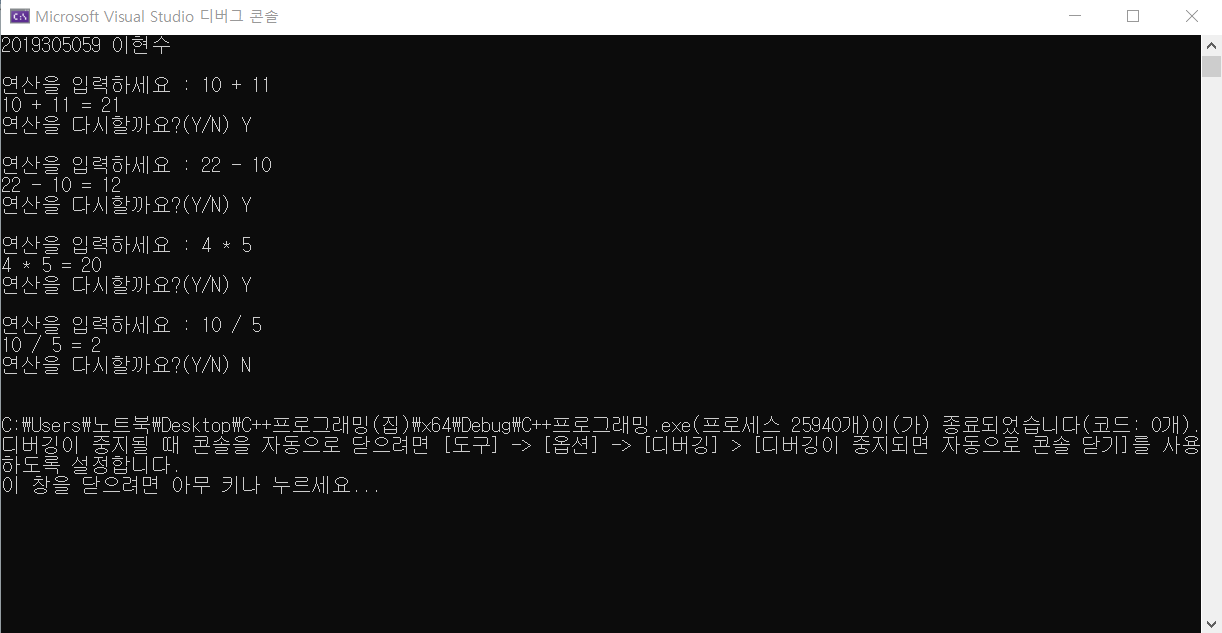 Microsoft Visual Studio 디버그 콘솔
2019305059 이현수
연산을 입력하세요 : 10 + 11
10 + 11 = 21
연산을 다시할까요?(Y/N) Y
연산을 입력하세요 : 22 - 10
22 - 10 = 12
연산을 다시할까요?(Y/N) Y
연산을 입력하세요 : 4 * 5
4 * 5 = 20
연산을 다시할까요?(Y/N) Y
연산을 입력하세요 : 10 / 5
10 / 5 = 2
연산을 다시할까요?(Y/N) N
C:₩Users₩노트북₩Desktop₩C++프로그래밍(집)₩x64₩Debug₩C++프로그래밍.exe(프로세스 25940개)이(가) 종료되었습니다(코드: 0개).
디버깅이 중지될 때 콘솔을 자동으로 닫으려면 [도구] -> [옵션] -> [디버깅] > [디버깅이 중지되면 자동으로 콘솔 닫기]를 사용
하도록 설정합니다.
이 창을 닫으려면 아무 키나 누르세요...